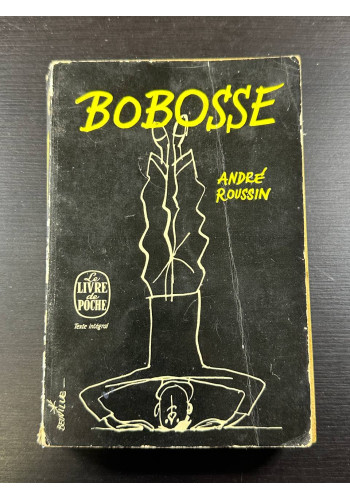 BOBOSSE
ANDRÉ
ROUSSIN
Le
LIVRE
de
POCHE
Texte intégral